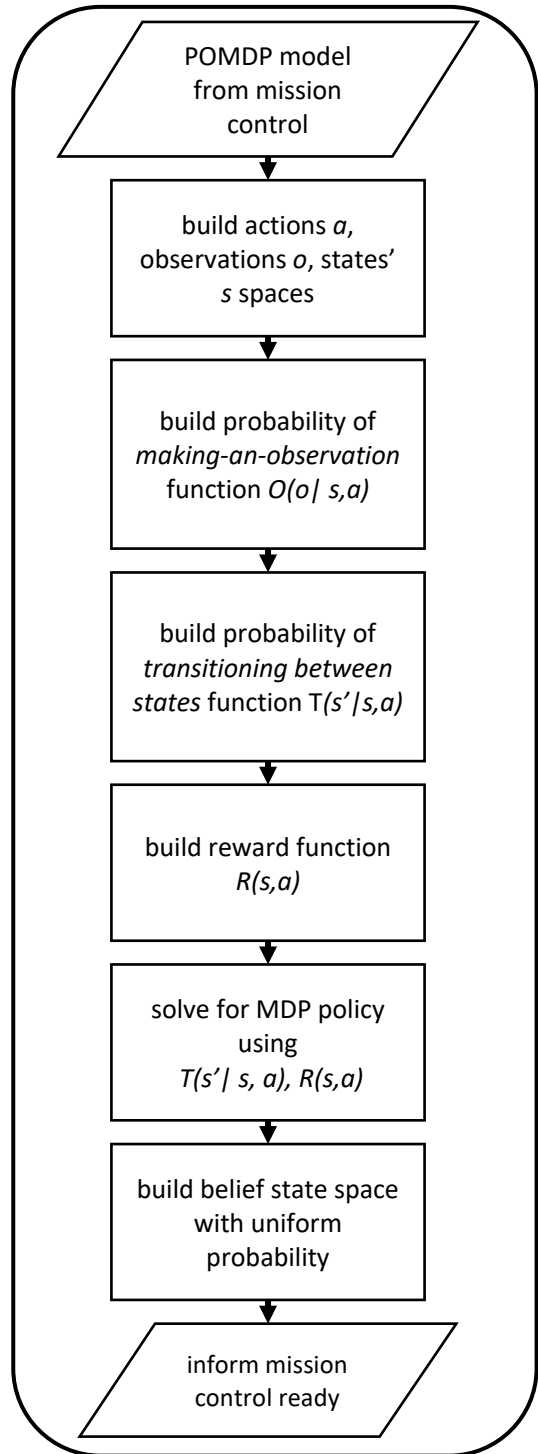 POMDP model
from mission
control
build actions a,
observations o, states’
s spaces
build probability of
making-an-observation
function O(o| s,a)
build probability of
transitioning between
states function T(s’|s,a)
build reward function
R(s,a)
solve for MDP policy
using
T(s’| s, a), R(s,a)
build belief state space
with uniform
probability
inform mission
control ready